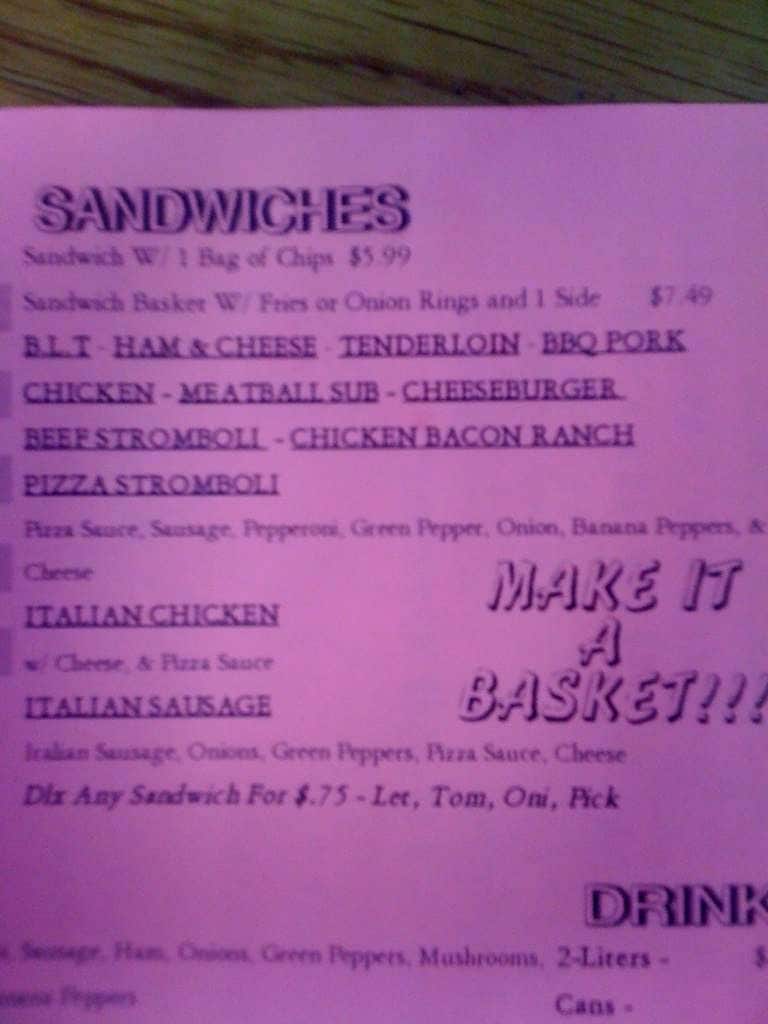 SANDWICHES
Sandwich W/ 1 Bag of Chips $5.99
Sandwich Basket W/ Fries or Onion Rings and 1 Side $7.49
B.L.T - HAM & CHEESE - TENDERLOIN - BBQ PORK
CHICKEN - MEATBALL SUB - CHEESEBURGER
BEEF STROMBOLI - CHICKEN BACON RANCH
PIZZA STROMBOLI
Pizza Sauce, Sausage, Pepperoni, Green Pepper, Onion, Banana Peppers, &
Cheese
ITALIAN CHICKEN
w/ Cheese, & Pizza Sauce
ITALIAN SAUSAGE
Italian Sausage, Onions, Green Peppers, Pizza Sauce, Cheese
Dlx Any Sandwich For $.75 - Let, Tom, Oni, Pick
MAKE IT
A
BASKET!!!
Sausage, Ham, Onions, Green Peppers, Mushrooms,
Peppers
DRINK
2-Liters - $
Cans -